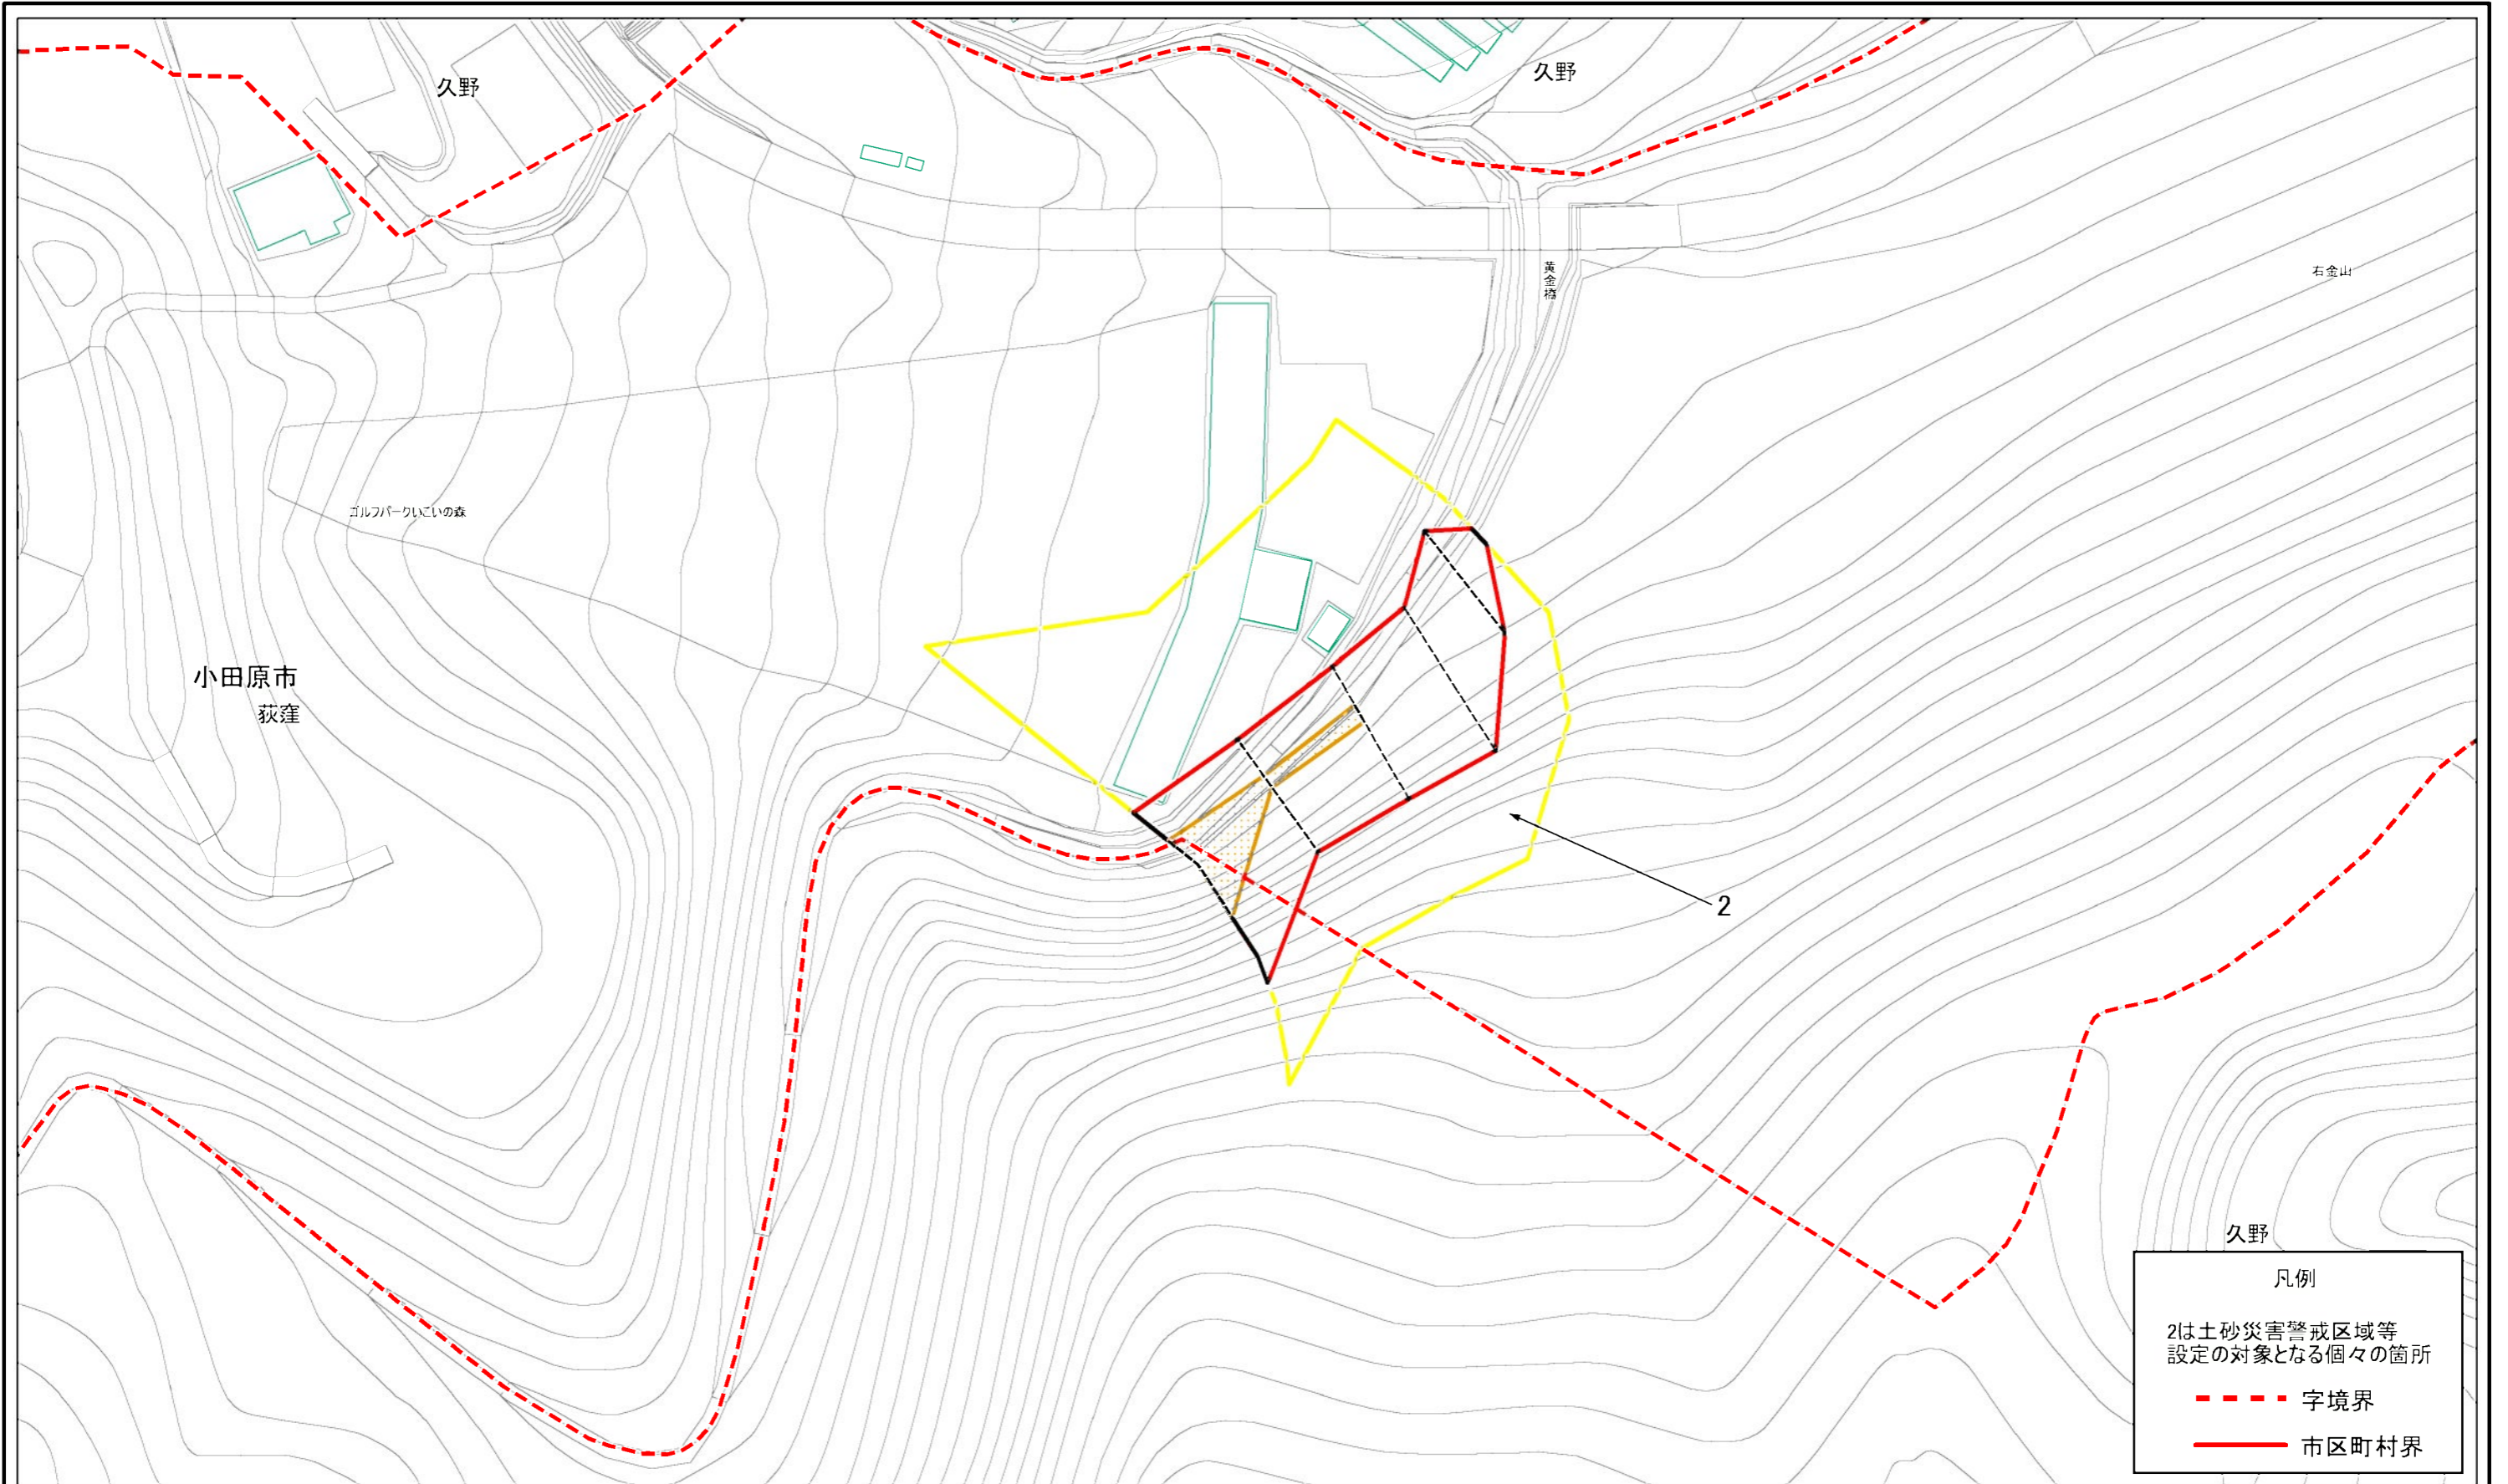 久野
久野
黄金橋
右金山
ゴルフパークいこいの森
小田原市
荻窪
2
久野
凡例
2は土砂災害警戒区域等
設定の対象となる個々の箇所
字境界
市区町村界